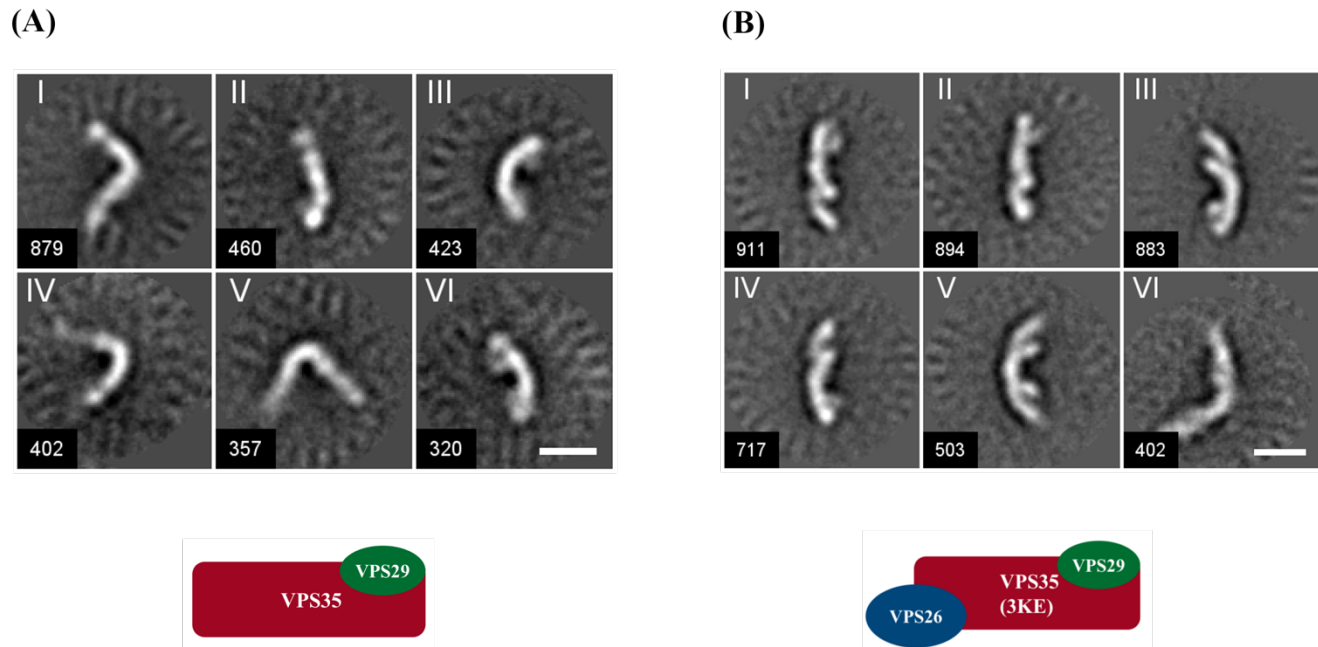 (A)
(B)
I II III
879 460 423
IV V VI
402 357 320
I II III
911 894 883
IV V VI
717 503 402
VPS29
VPS35
VPS29
VPS35
(3KE)
VPS26